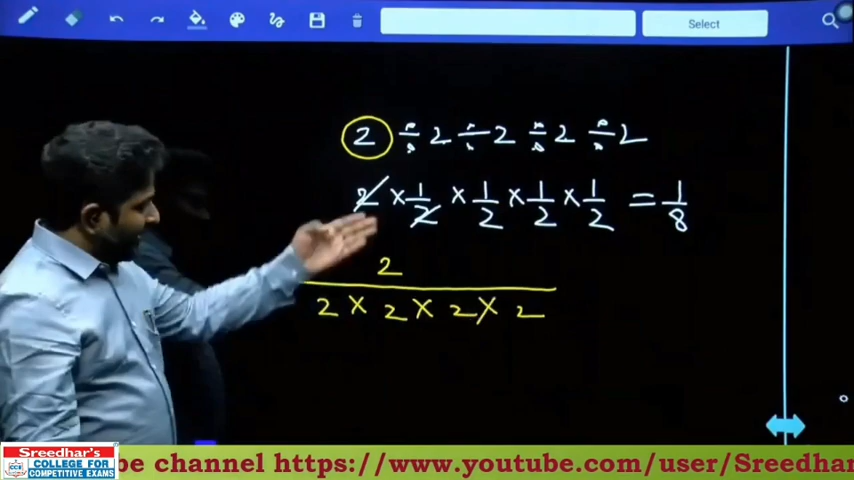 Select
2 ÷ 2 ÷ 2 ÷ 2 ÷ 2
2 × 1/2 × 1/2 × 1/2 × 1/2 = 1/8
2
2 × 2 × 2 × 2
Sreedhar's
CCE
COLLEGE FOR
COMPETITIVE EXAMS
be channel https://www.youtube.com/user/Sreedhar